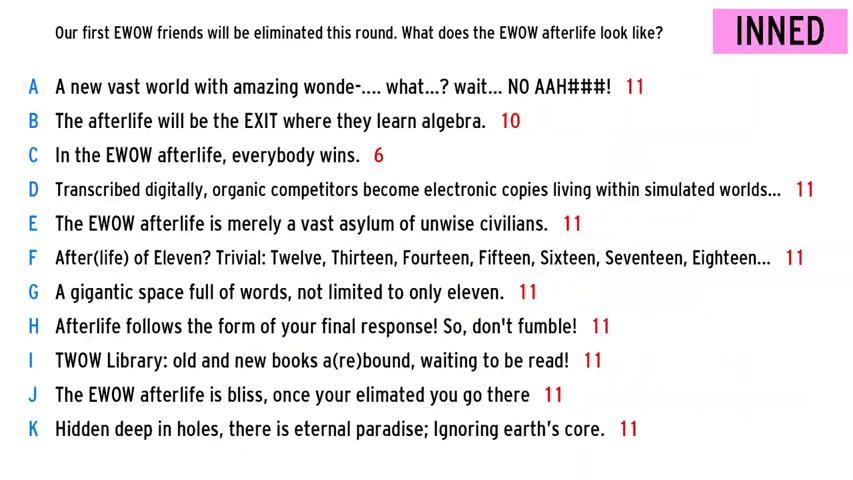 Our first EWOW friends will be eliminated this round. What does the EWOW afterlife look like?
INNED
A A new vast world with amazing wonde-.... what...? wait... NO AAH###! 11
B The afterlife will be the EXIT where they learn algebra. 10
C In the EWOW afterlife, everybody wins. 6
D Transcribed digitally, organic competitors become electronic copies living within simulated worlds... 11
E The EWOW afterlife is merely a vast asylum of unwise civilians. 11
F After(life) of Eleven? Trivial: Twelve, Thirteen, Fourteen, Fifteen, Sixteen, Seventeen, Eighteen... 11
G A gigantic space full of words, not limited to only eleven. 11
H Afterlife follows the form of your final response! So, don't fumble! 11
I TWOW Library: old and new books a(re)bound, waiting to be read! 11
J The EWOW afterlife is bliss, once your elimated you go there 11
K Hidden deep in holes, there is eternal paradise; Ignoring earth's core. 11